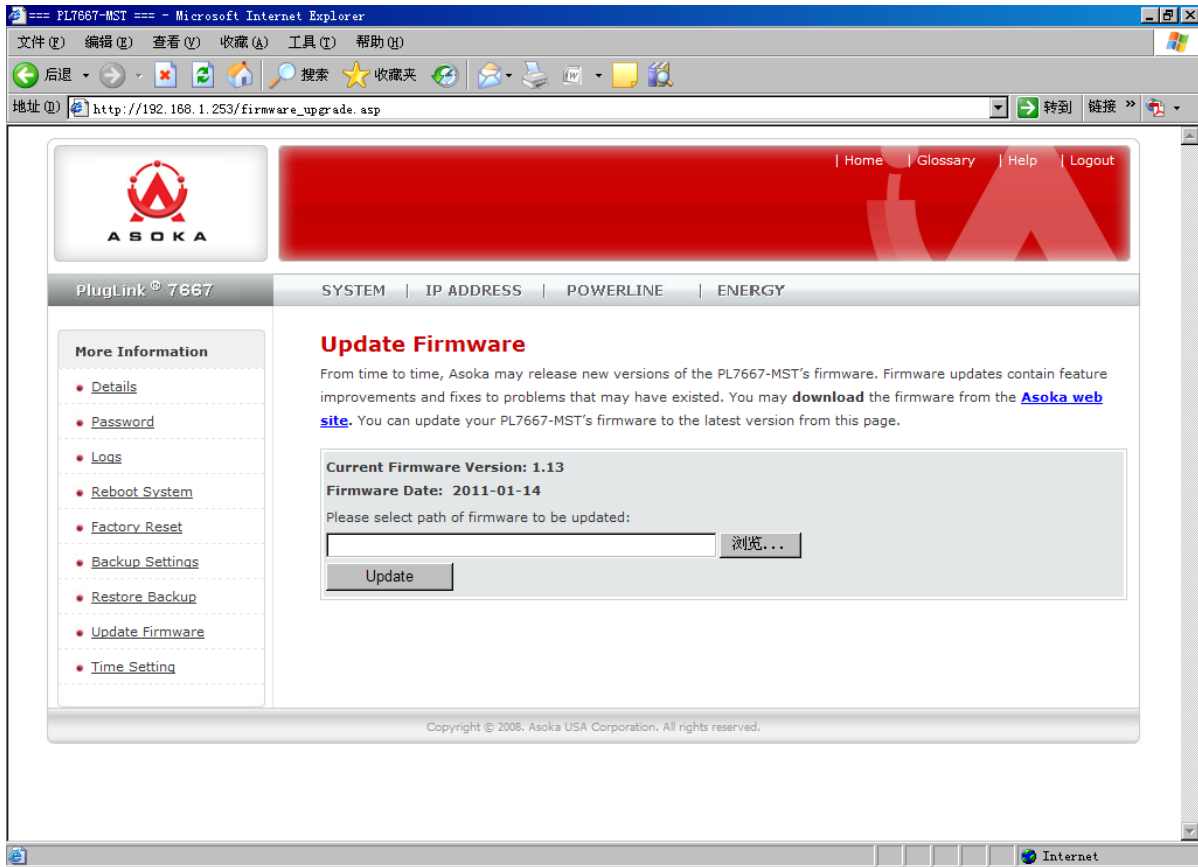 === PL7667-MST === - Microsoft Internet Explorer
文件(F) 编辑(E) 查看(V) 收藏(A) 工具(T) 帮助(H)
后退 搜索 收藏夹
地址(D) http://192.168.1.253/firmware_upgrade.asp 转到 链接 »
| Home | Glossary | Help | Logout
ASOKA
PlugLink® 7667
SYSTEM | IP ADDRESS | POWERLINE | ENERGY
More Information
Details
Password
Logs
Reboot System
Factory Reset
Backup Settings
Restore Backup
Update Firmware
Time Setting
Update Firmware
From time to time, Asoka may release new versions of the PL7667-MST's firmware. Firmware updates contain feature
improvements and fixes to problems that may have existed. You may download the firmware from the Asoka web
site. You can update your PL7667-MST's firmware to the latest version from this page.
Current Firmware Version: 1.13
Firmware Date: 2011-01-14
Please select path of firmware to be updated:
浏览...
Update
Copyright © 2008. Asoka USA Corporation. All rights reserved.
Internet